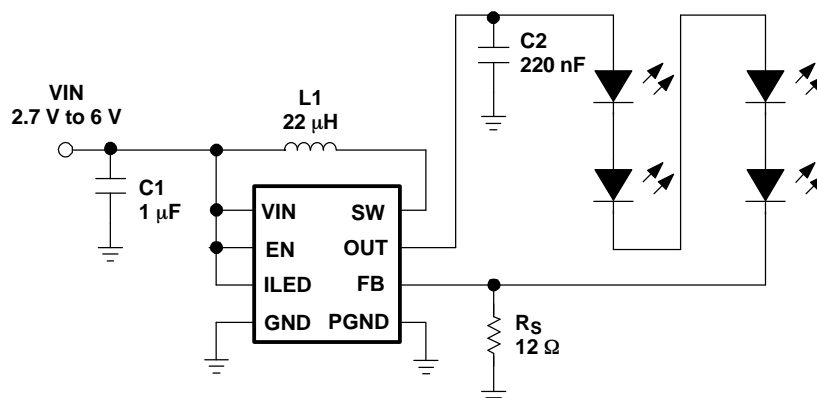 VIN
2.7 V to 6 V
C1
1 μF
L1
22 μH
C2
220 nF
VIN
EN
ILED
GND
SW
OUT
FB
PGND
RS
12 Ω